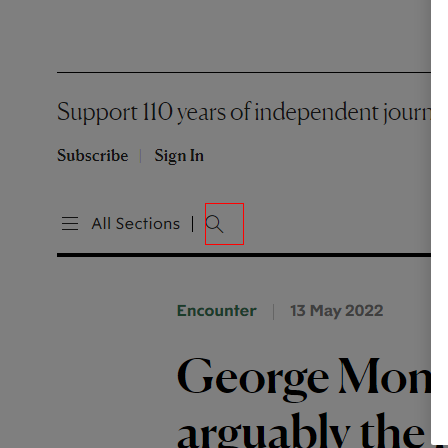 Support 110 years of independent journ
Subscribe | Sign In
All Sections |
Encounter | 13 May 2022
George Mon
arguably the